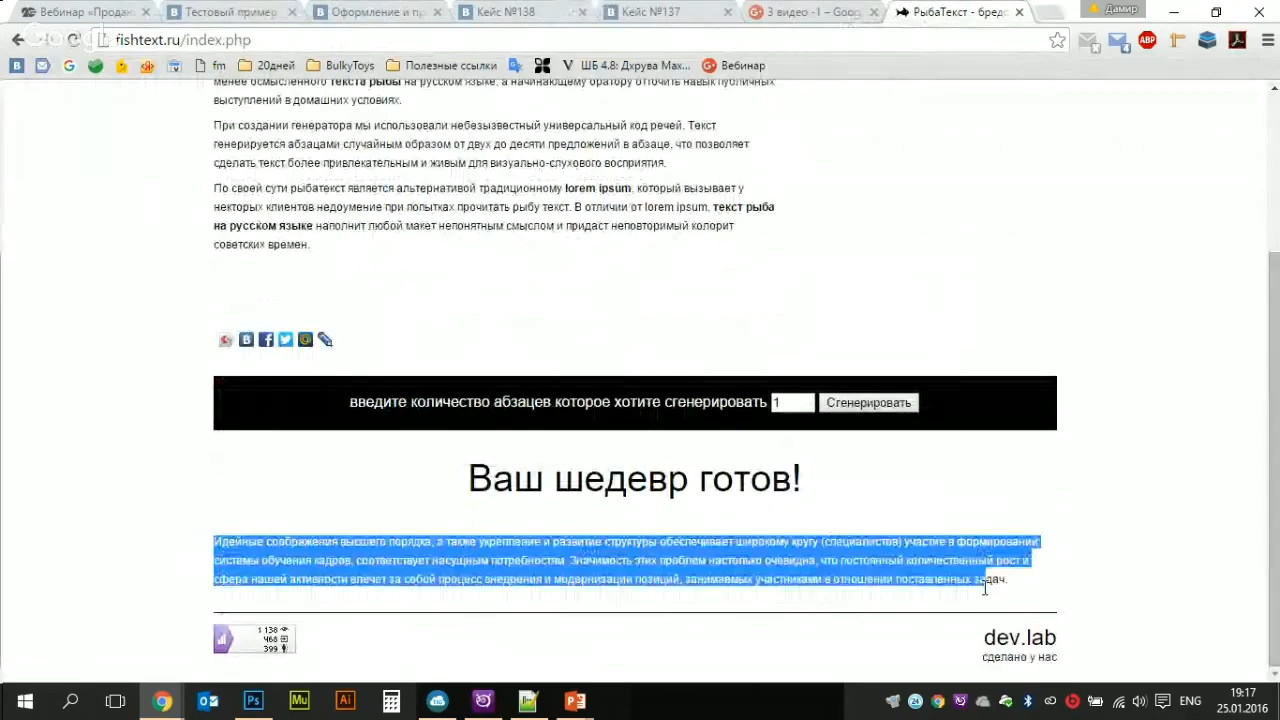 Вебинар «Продан
Тестовый пример
Оформление и пр
Кейс №138
Кейс №137
3 видео - 1 – Goog
РыбаТекст - бредо
Дамир
fishtext.ru/index.php
ABP
4
fm
20дней
BulkyToys
Полезные ссылки
ШБ 4.8: Дхрува Мах...
Вебинар
менее осмысленного текста рыбы на русском языке, а начинающему оратору отточить навык публичных
выступлений в домашних условиях.
При создании генератора мы использовали небезызвестный универсальный код речей. Текст
генерируется абзацами случайным образом от двух до десяти предложений в абзаце, что позволяет
сделать текст более привлекательным и живым для визуально-слухового восприятия.
По своей сути рыбатекст является альтернативой традиционному lorem ipsum, который вызывает у
некторых клиентов недоумение при попытках прочитать рыбу текст. В отличии от lorem ipsum, текст рыба
на русском языке наполнит любой макет непонятным смыслом и придаст неповторимый колорит
советских времен.
введите количество абзацев которое хотите сгенерировать 1 Сгенерировать
Ваш шедевр готов!
Идейные соображения высшего порядка, а также укрепление и развитие структуры обеспечивает широкому кругу (специалистов) участие в формировании
системы обучения кадров, соответствует насущным потребностям. Значимость этих проблем настолько очевидна, что постоянный количественный рост и
сфера нашей активности влечет за собой процесс внедрения и модернизации позиций, занимаемых участниками в отношении поставленных задач.
1 138
468
399
dev.lab
сделано у нас
Ps
Mu
Ai
24
ENG
19:17
25.01.2016